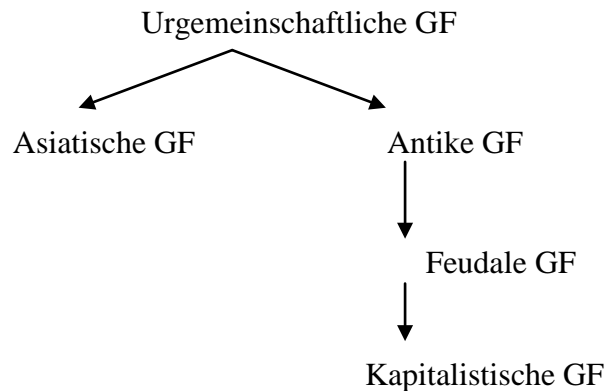 Urgemeinschaftliche GF
Asiatische GF
Antike GF
Feudale GF
Kapitalistische GF